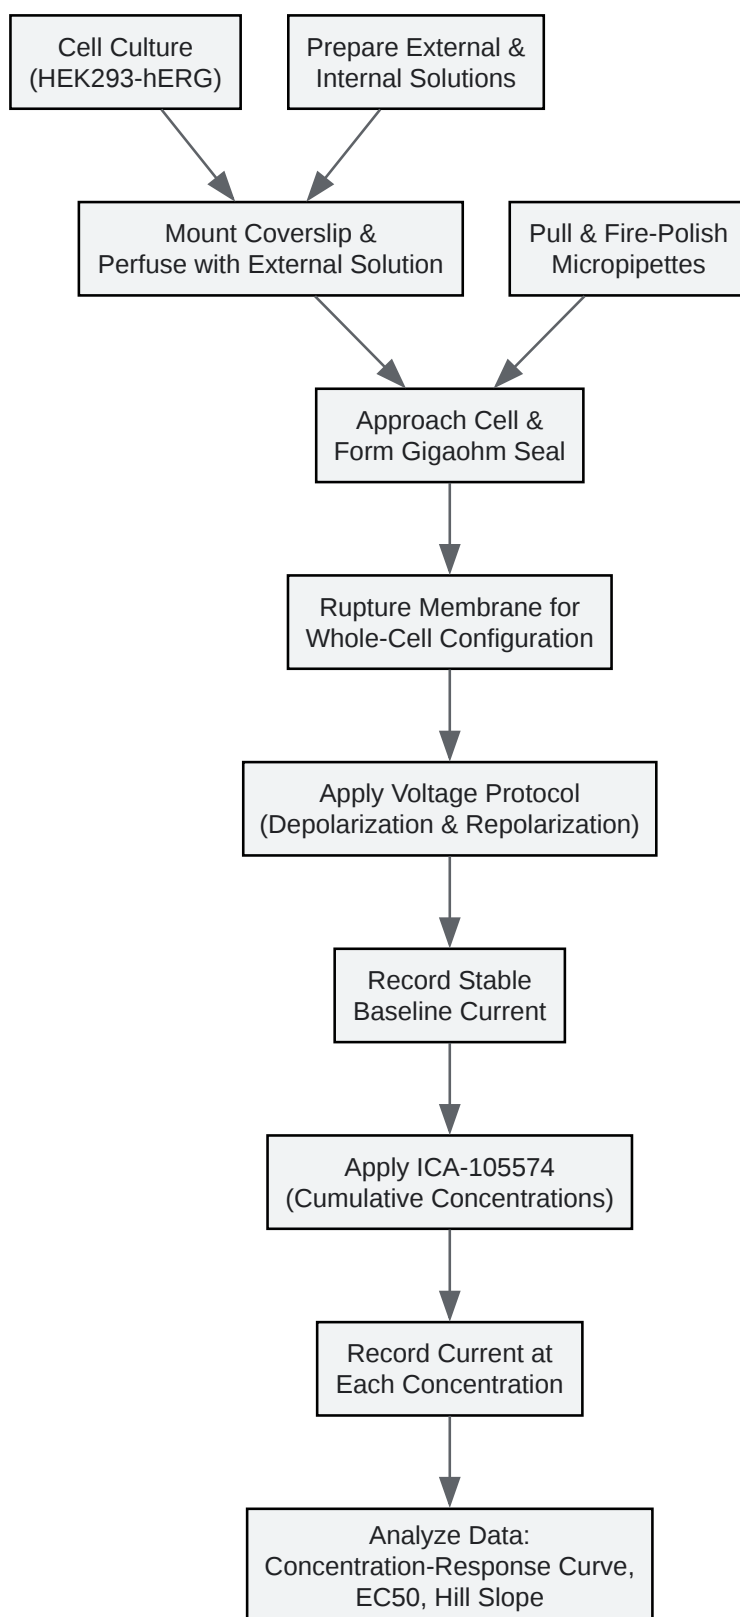 Cell Culture
(HEK293-hERG)
Prepare External &
Internal Solutions
Mount Coverslip &
Perfuse with External Solution
Pull & Fire-Polish
Micropipettes
Approach Cell &
Form Gigaohm Seal
Rupture Membrane for
Whole-Cell Configuration
Apply Voltage Protocol
(Depolarization & Repolarization)
Record Stable
Baseline Current
Apply ICA-105574
(Cumulative Concentrations)
Record Current at
Each Concentration
Analyze Data:
Concentration-Response Curve,
EC50, Hill Slope